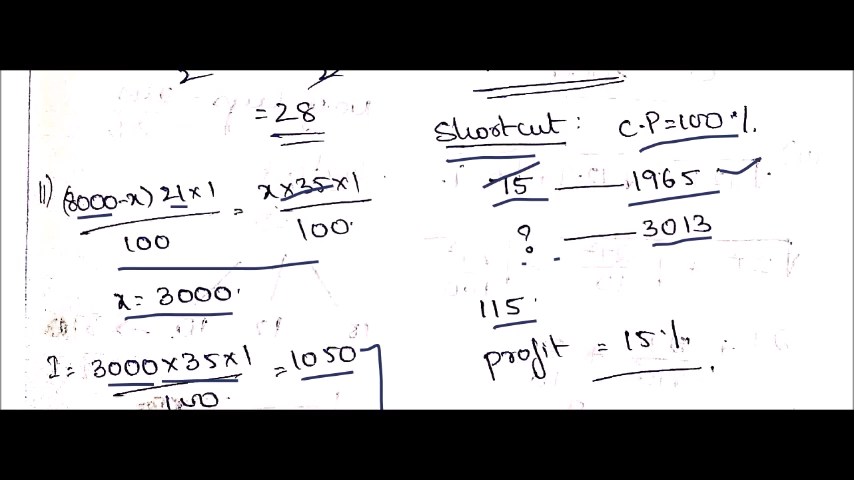 = 28
11) (8000-x) 21 x 1 / 100 = x x 35 x 1 / 100.
x = 3000.
I = 3000 x 35 x 1 / 100. = 1050
Shortcut : C.P = 100 %.
75 — 1965
? — 3013
115.
profit = 15 %.